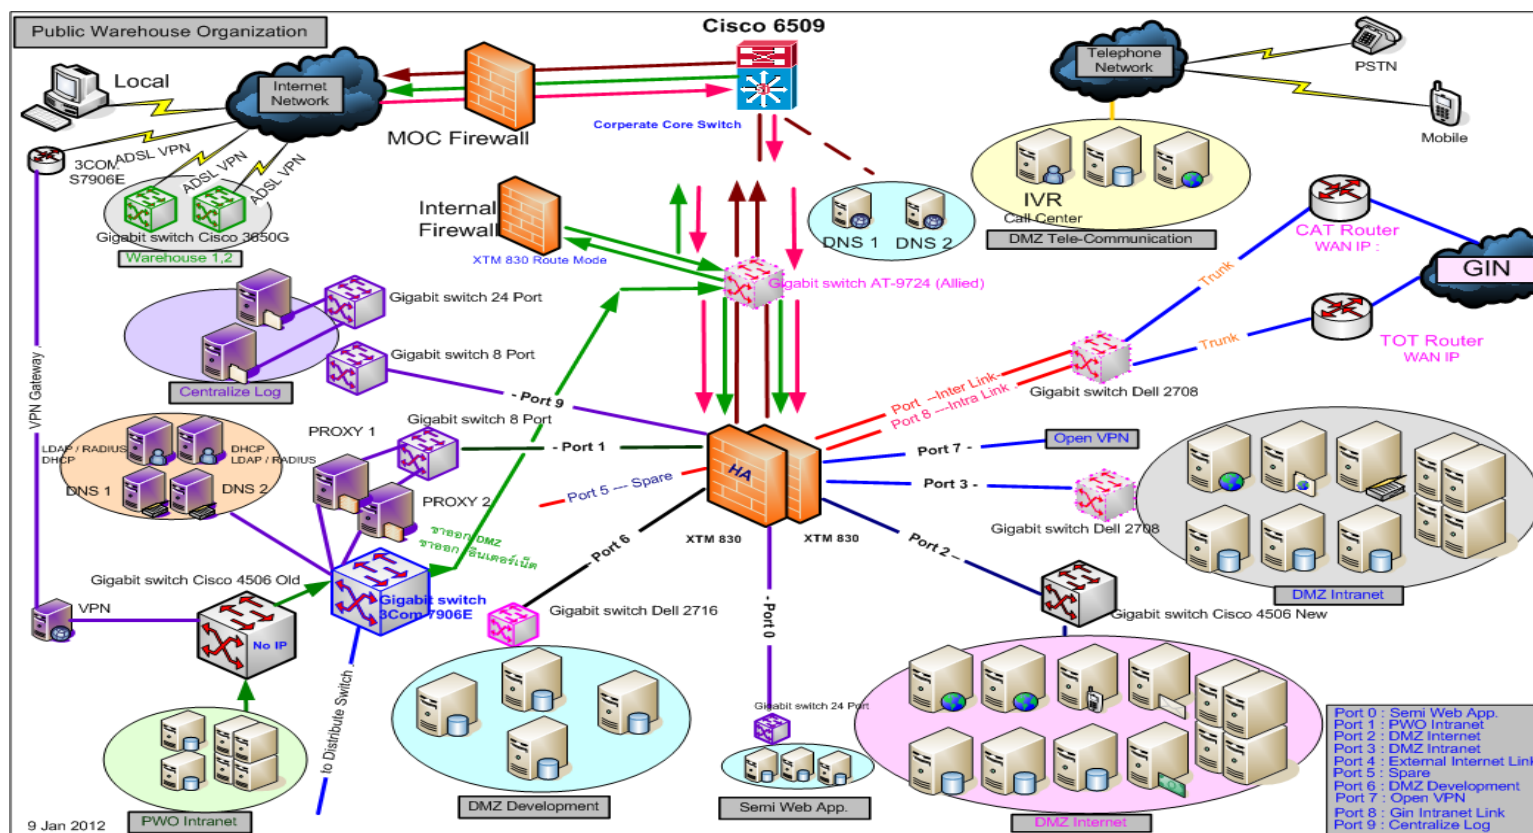 Public Warehouse Organization
Cisco 6509
Local
Internet
Network
MOC Firewall
Corperate Core Switch
Telephone
Network
PSTN
Mobile
ADSL VPN
3COM
S7906E
ADSL VPN
ADSL VPN
Gigabit switch Cisco 3650G
Warehouse 1,2
Internal
Firewall
XTM 830 Route Mode
DNS 1
DNS 2
IVR
Call Center
DMZ Tele-Communication
CAT Router
WAN IP :
GIN
Gigabit switch AT-9724 (Allied)
Gigabit switch 24 Port
Trunk
Trunk
TOT Router
WAN IP
Gigabit switch 8 Port
Centralize Log
VPN Gateway
- Port 9
Port --Inter Link-
Port 8 ---Intra Link
Gigabit switch Dell 2708
Gigabit switch 8 Port
PROXY 1
LDAP / RADIUS
DHCP
DHCP
LDAP / RADIUS
DNS 1
DNS 2
PROXY 2
- Port 1
Port 5 --- Spare
HA
Port 7 -
Open VPN
Port 3 -
Gigabit switch Dell 2708
ขาออก DMZ
ขาออก อินเตอร์เน็ต
XTM 830
XTM 830
Port 6
Port 2 --
DMZ Intranet
Gigabit switch Cisco 4506 Old
VPN
No IP
Gigabit switch
3Com 7906E
Gigabit switch Dell 2716
- Port 0
Gigabit switch Cisco 4506 New
to Distribute Switch
Gigabit switch 24 Port
PWO Intranet
DMZ Development
Semi Web App.
DMZ Internet
Port 0 : Semi Web App.
Port 1 : PWO Intranet
Port 2 : DMZ Internet
Port 3 : DMZ Intranet
Port 4 : External Internet Link
Port 5 : Spare
Port 6 : DMZ Development
Port 7 : Open VPN
Port 8 : Gin Intranet Link
Port 9 : Centralize Log
9 Jan 2012